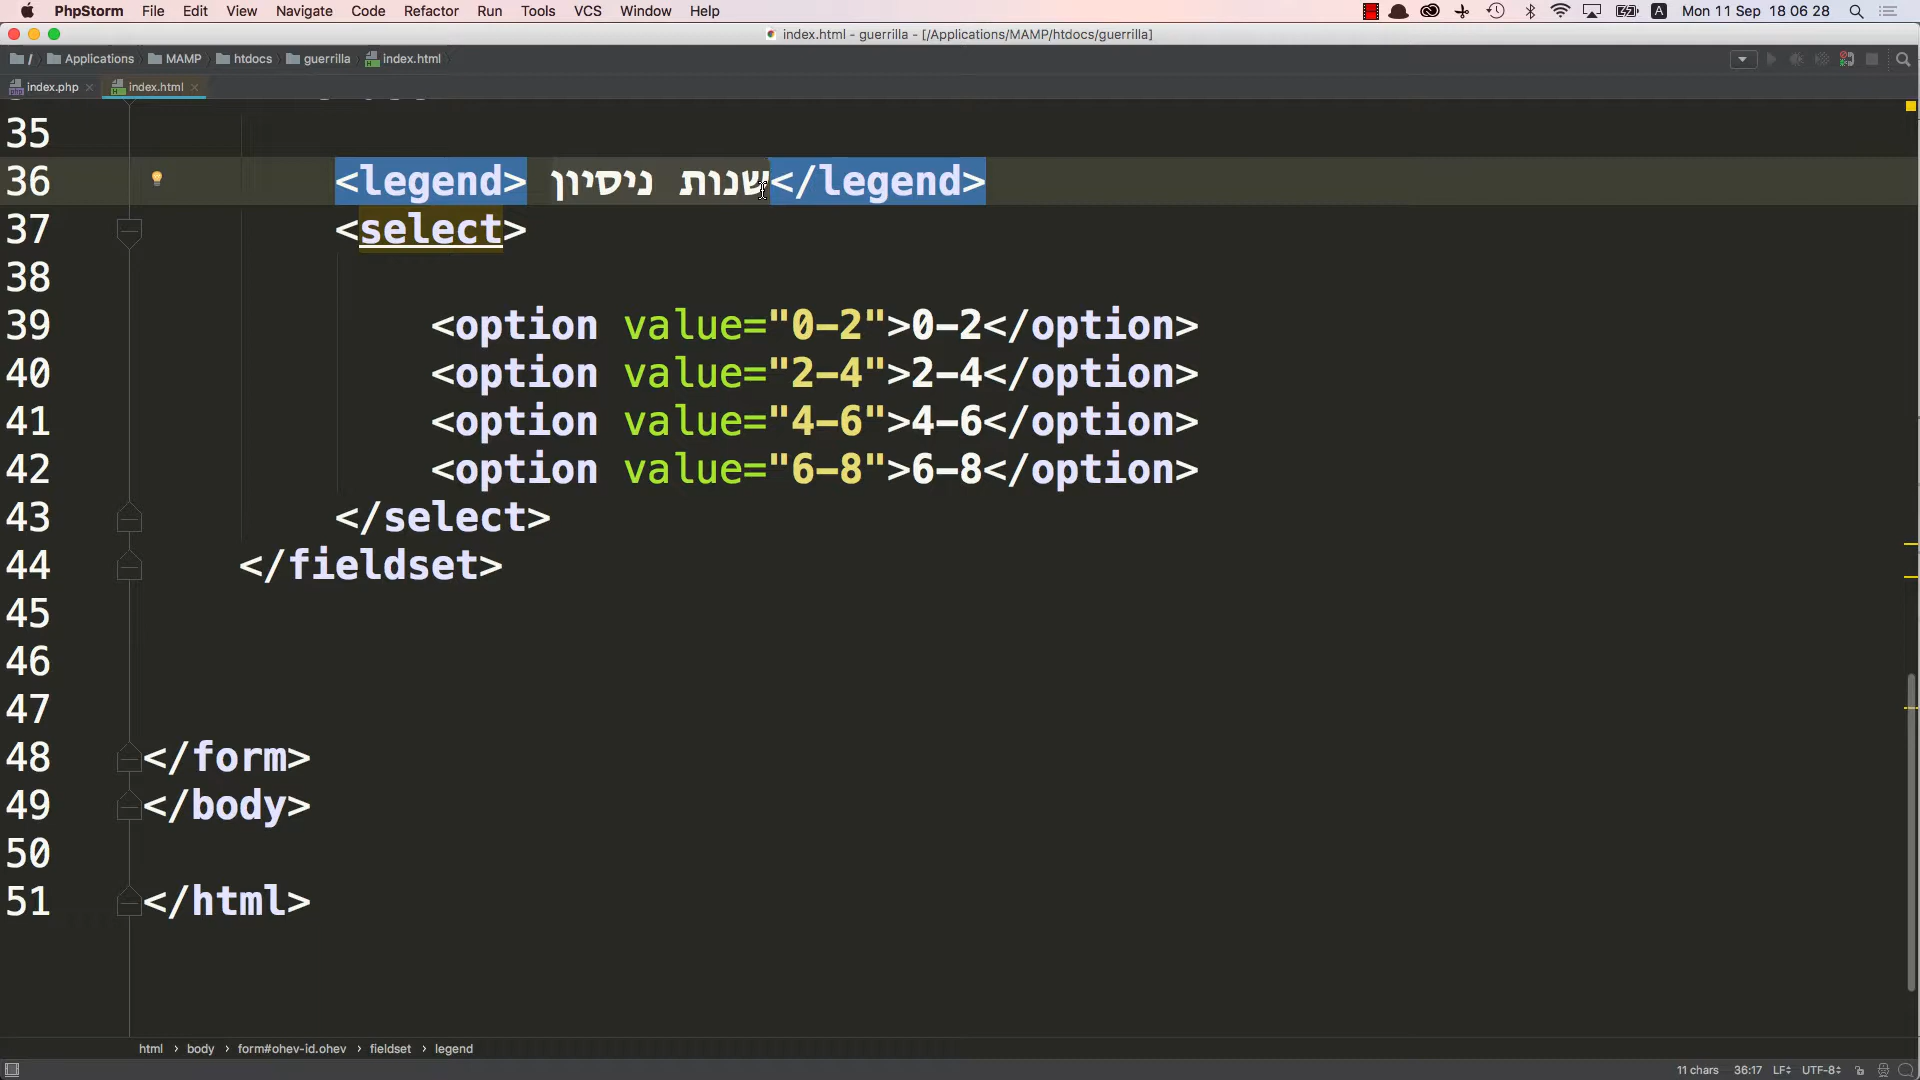 PhpStorm File Edit View Navigate Code Refactor Run Tools VCS Window Help A Mon 11 Sep 18 06 28
index.html - guerrilla - [/Applications/MAMP/htdocs/guerrilla]
/ Applications MAMP htdocs guerrilla index.html
index.php index.html
35
36 <legend> שנות ניסיון</legend>
37 <select>
38
39 <option value="0-2">0-2</option>
40 <option value="2-4">2-4</option>
41 <option value="4-6">4-6</option>
42 <option value="6-8">6-8</option>
43 </select>
44 </fieldset>
45
46
47
48 </form>
49 </body>
50
51 </html>
html body form#ohev-id.ohev fieldset legend
11 chars 36:17 LF UTF-8